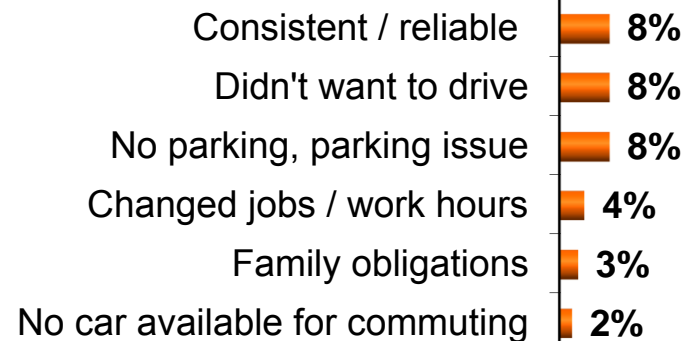 Consistent / reliable 8%
Didn't want to drive 8%
No parking, parking issue 8%
Changed jobs / work hours 4%
Family obligations 3%
No car available for commuting 2%